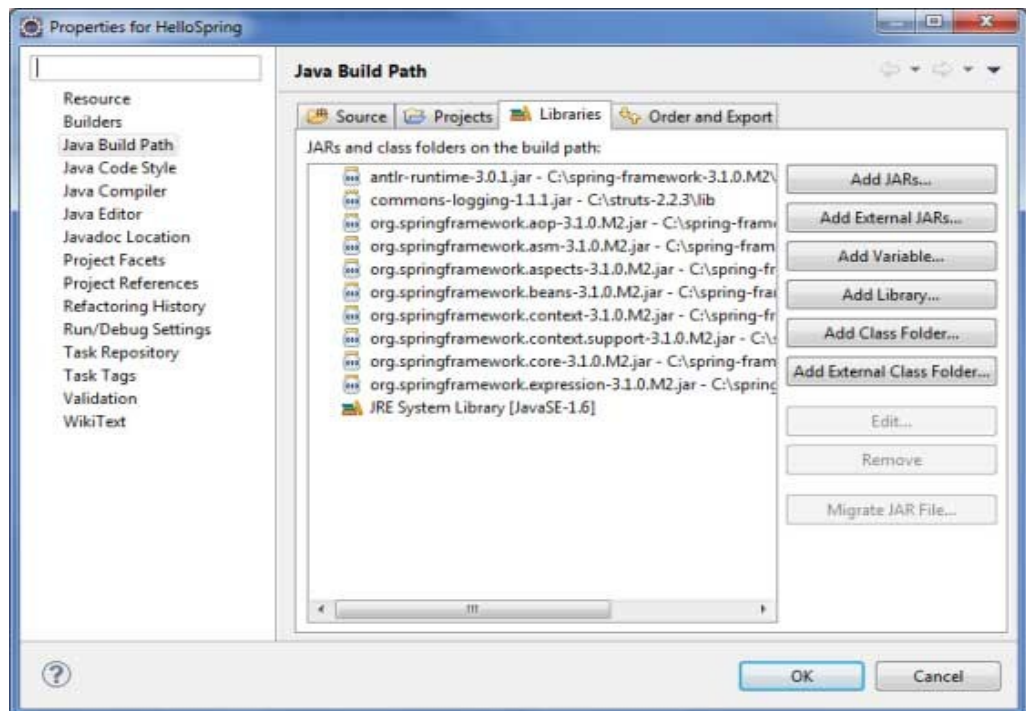 Properties for HelloSpring
Java Build Path
Resource
Builders
Java Build Path
Java Code Style
Java Compiler
Java Editor
Javadoc Location
Project Facets
Project References
Refactoring History
Run/Debug Settings
Task Repository
Task Tags
Validation
WikiText
Source
Projects
Libraries
Order and Export
JARs and class folders on the build path:
antlr-runtime-3.0.1.jar - C:\spring-framework-3.1.0.M2\
commons-logging-1.1.1.jar - C:\struts-2.2.3\lib
org.springframework.aop-3.1.0.M2.jar - C:\spring-fram
org.springframework.asm-3.1.0.M2.jar - C:\spring-fram
org.springframework.aspects-3.1.0.M2.jar - C:\spring-fr
org.springframework.beans-3.1.0.M2.jar - C:\spring-fra
org.springframework.context-3.1.0.M2.jar - C:\spring-fr
org.springframework.context.support-3.1.0.M2.jar - C:\
org.springframework.core-3.1.0.M2.jar - C:\spring-fram
org.springframework.expression-3.1.0.M2.jar - C:\spring
JRE System Library [JavaSE-1.6]
Add JARs...
Add External JARs...
Add Variable...
Add Library...
Add Class Folder...
Add External Class Folder...
Edit...
Remove
Migrate JAR File...
OK
Cancel